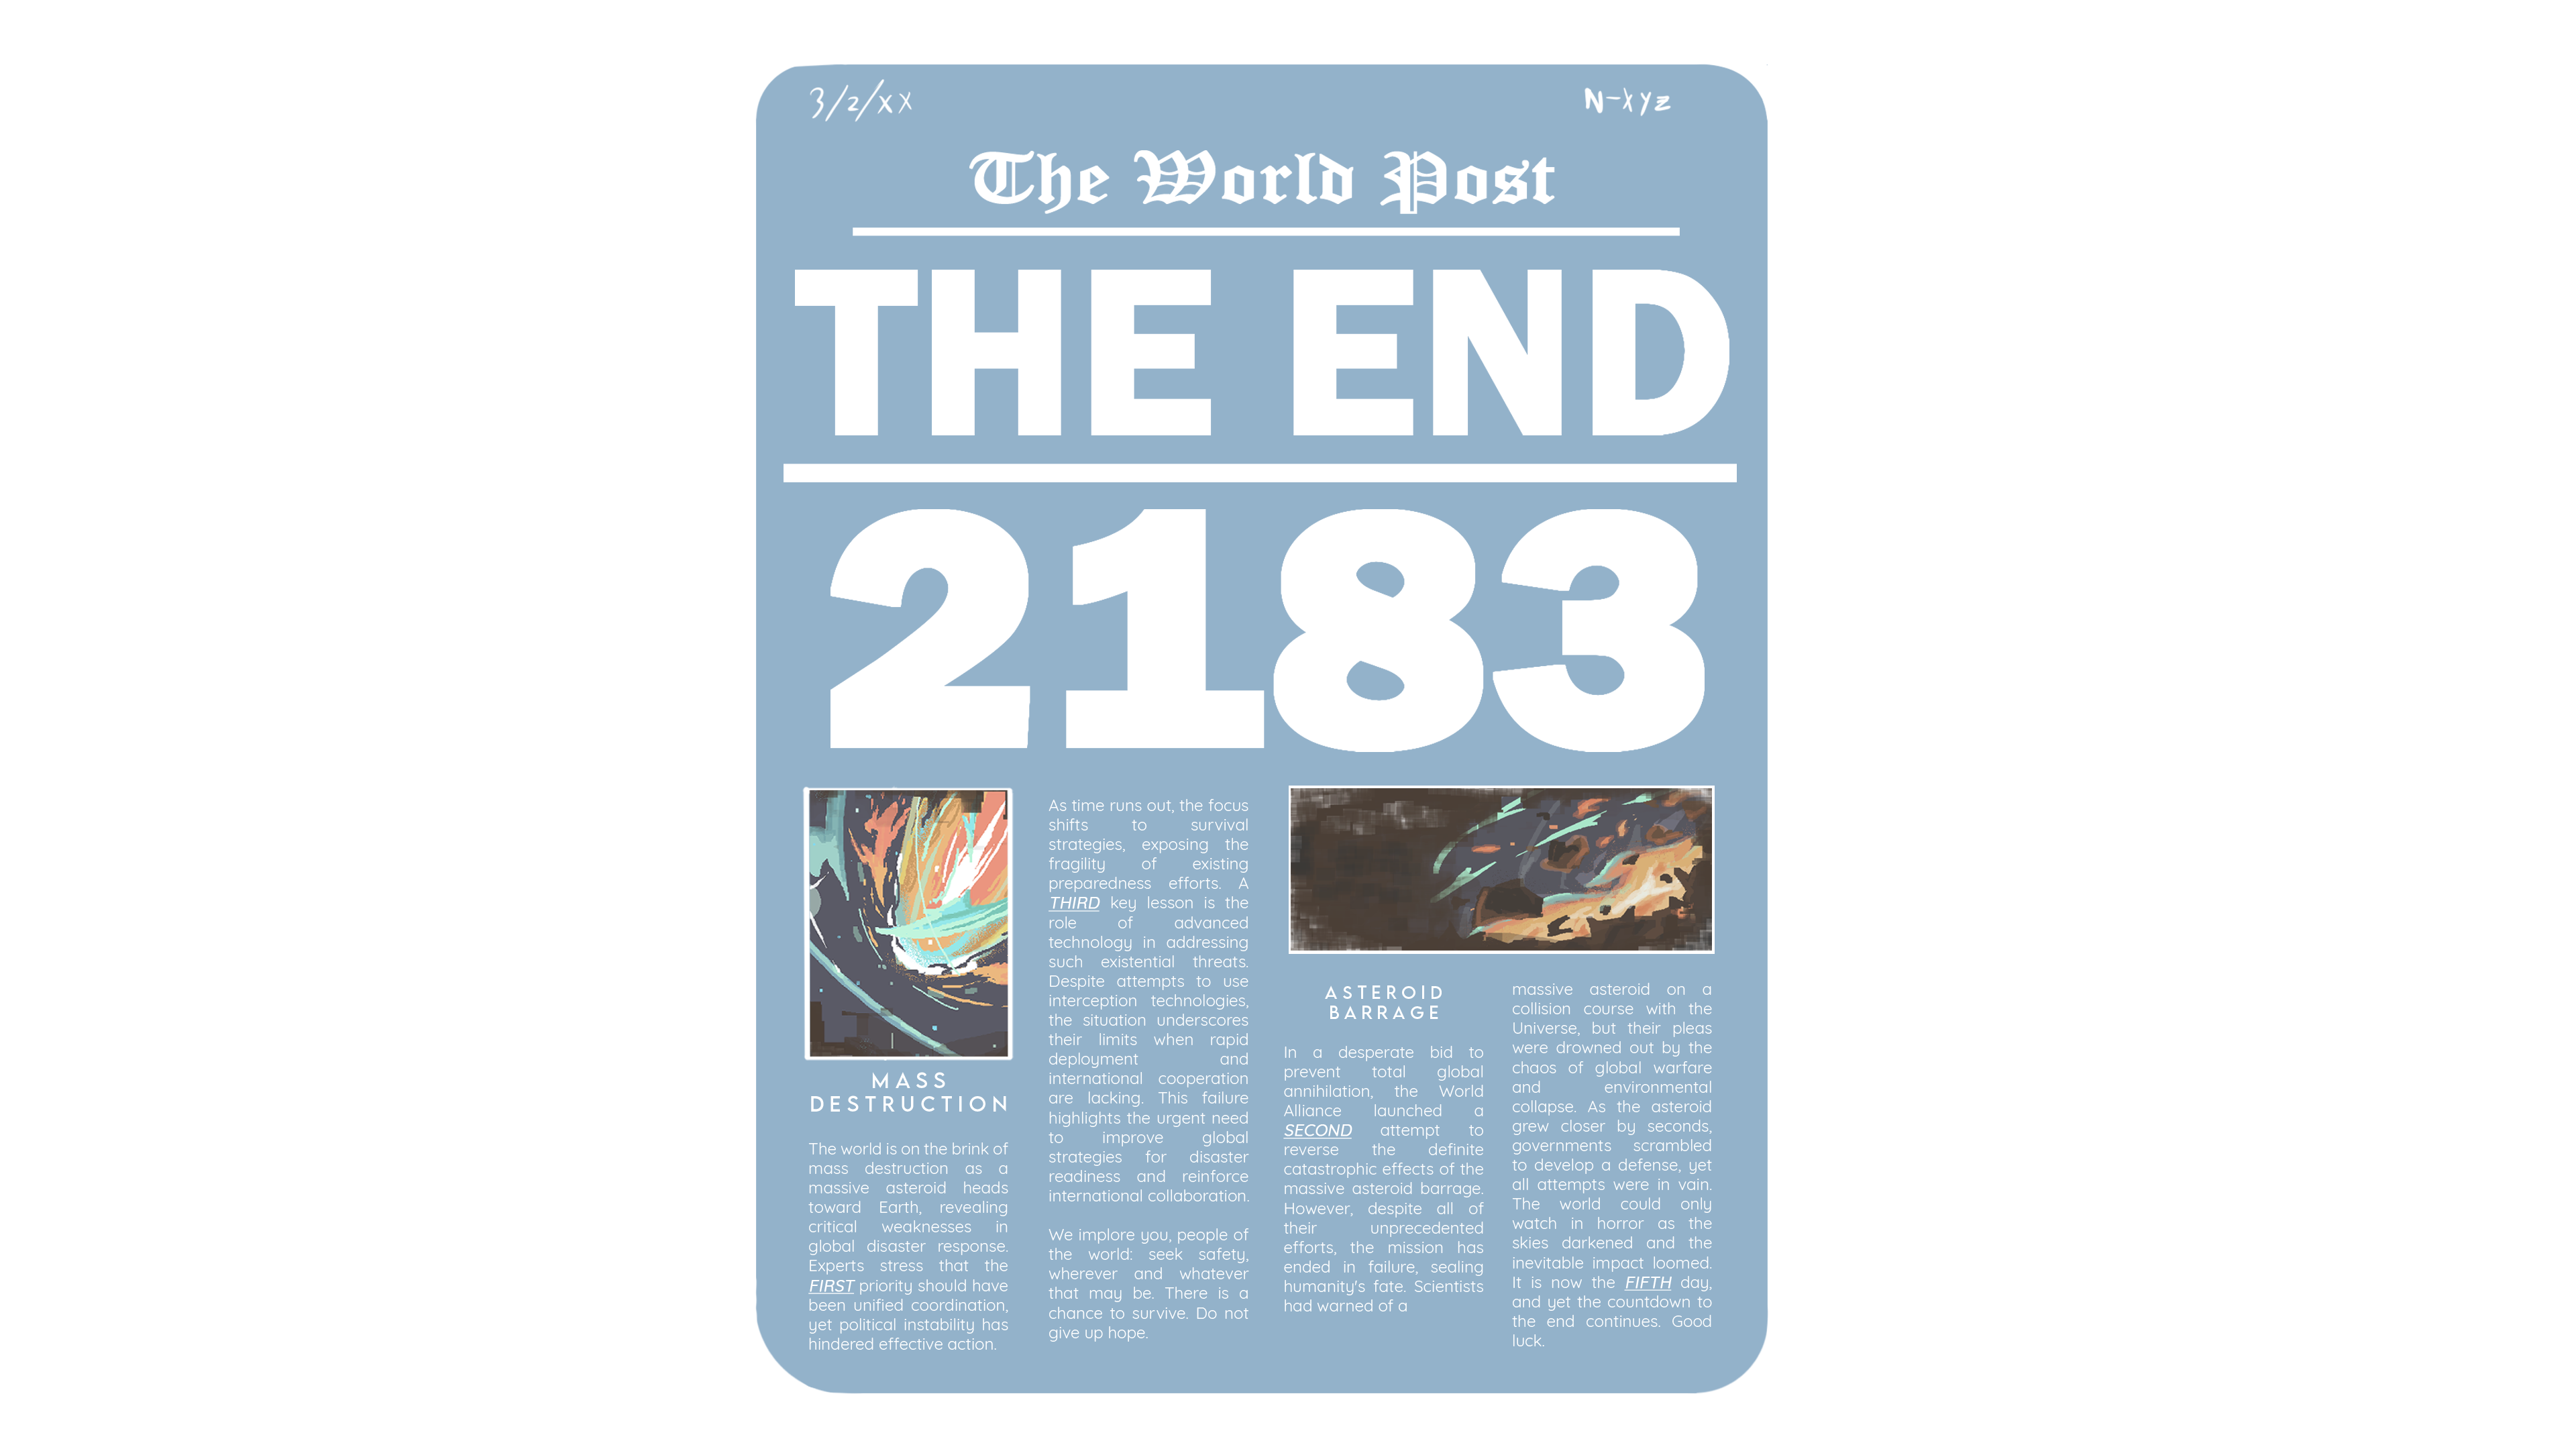 3/2/xx
N-xyz
The World Post
THE END
2183
MASS
DESTRUCTION
The world is on the brink of
mass destruction as a
massive asteroid heads
toward Earth, revealing
critical weaknesses in
global disaster response.
Experts stress that the
FIRST priority should have
been unified coordination,
yet political instability has
hindered effective action.
As time runs out, the focus
shifts to survival
strategies, exposing the
fragility of existing
preparedness efforts. A
THIRD key lesson is the
role of advanced
technology in addressing
such existential threats.
Despite attempts to use
interception technologies,
the situation underscores
their limits when rapid
deployment and
international cooperation
are lacking. This failure
highlights the urgent need
to improve global
strategies for disaster
readiness and reinforce
international collaboration.
We implore you, people of
the world: seek safety,
wherever and whatever
that may be. There is a
chance to survive. Do not
give up hope.
ASTEROID
BARRAGE
In a desperate bid to
prevent total global
annihilation, the World
Alliance launched a
SECOND attempt to
reverse the definite
catastrophic effects of the
massive asteroid barrage.
However, despite all of
their unprecedented
efforts, the mission has
ended in failure, sealing
humanity's fate. Scientists
had warned of a
massive asteroid on a
collision course with the
Universe, but their pleas
were drowned out by the
chaos of global warfare
and environmental
collapse. As the asteroid
grew closer by seconds,
governments scrambled
to develop a defense, yet
all attempts were in vain.
The world could only
watch in horror as the
skies darkened and the
inevitable impact loomed.
It is now the FIFTH day,
and yet the countdown to
the end continues. Good
luck.